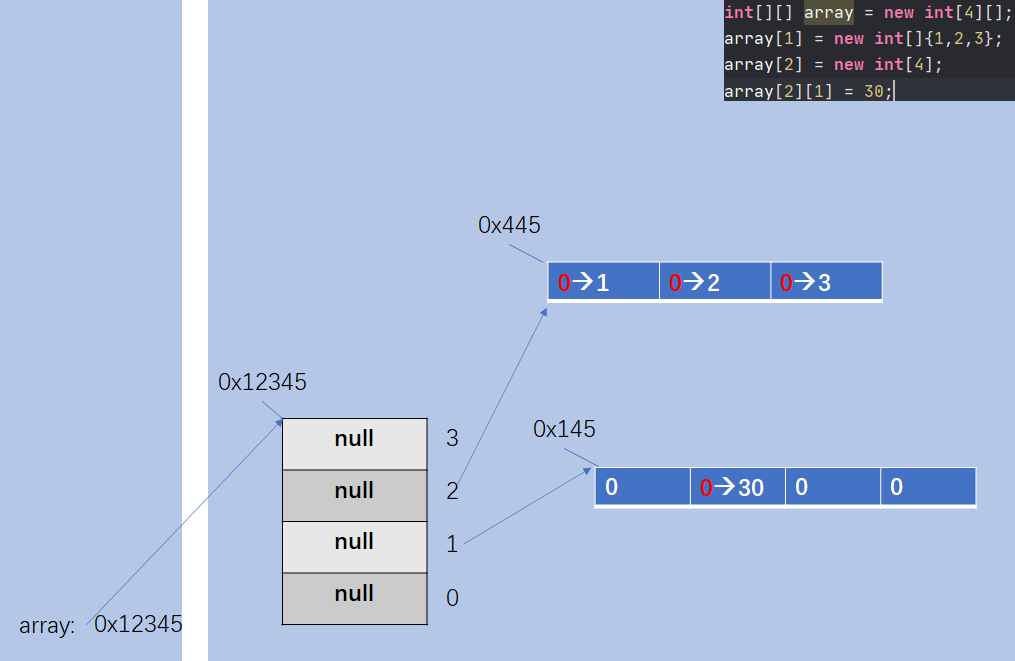 int[][] array = new int[4][];
array[1] = new int[]{1,2,3};
array[2] = new int[4];
array[2][1] = 30;
0x445
0→1 0→2 0→3
0x12345
null 3
null 2
null 1
null 0
0x145
0 0→30 0 0
array: 0x12345